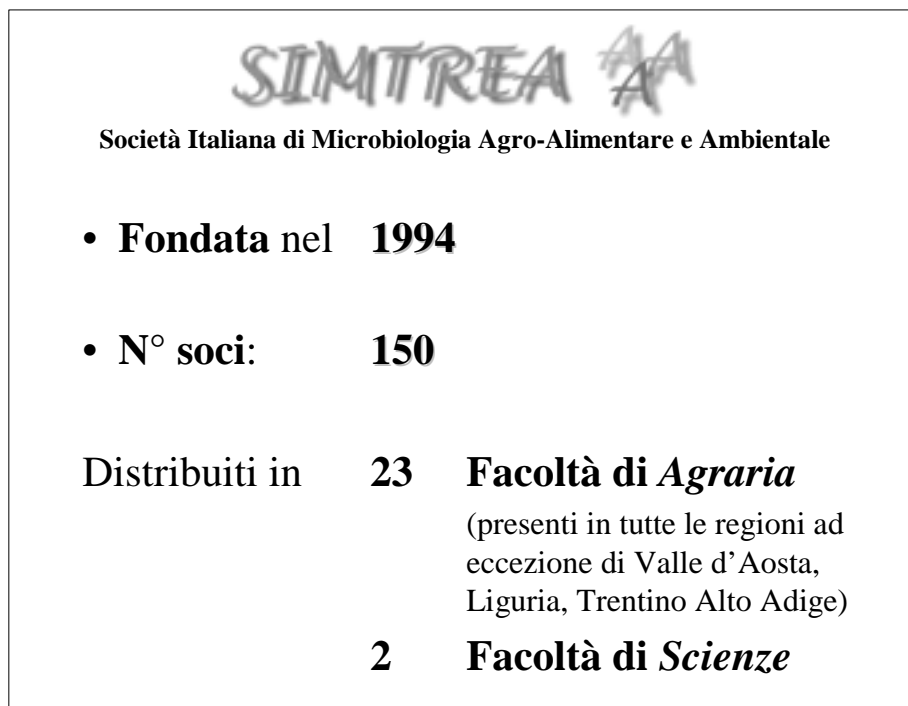 SIMTREA AAA
Società Italiana di Microbiologia Agro-Alimentare e Ambientale
• Fondata nel 1994
• N° soci: 150
Distribuiti in 23 Facoltà di Agraria
(presenti in tutte le regioni ad
eccezione di Valle d’Aosta,
Liguria, Trentino Alto Adige)
2 Facoltà di Scienze